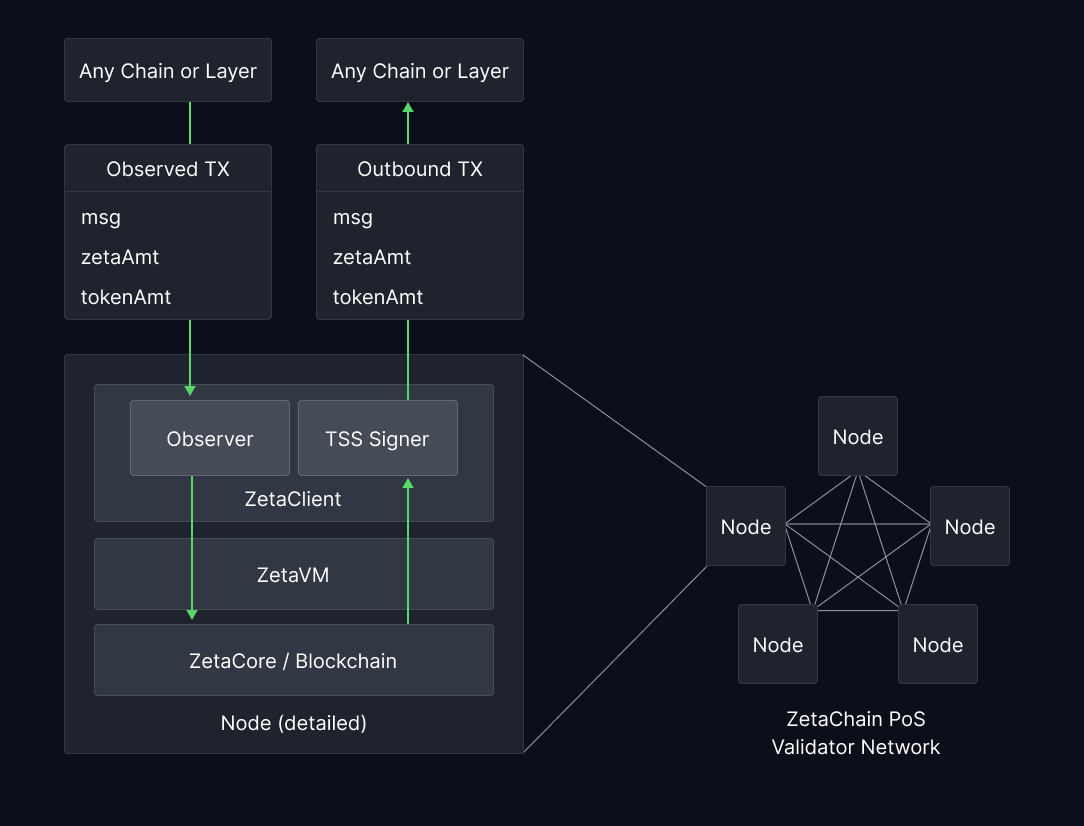 Any Chain or Layer
Any Chain or Layer
Observed TX
msg
zetaAmt
tokenAmt
Outbound TX
msg
zetaAmt
tokenAmt
Observer
TSS Signer
ZetaClient
ZetaVM
ZetaCore / Blockchain
Node (detailed)
Node
Node
Node
Node
Node
ZetaChain PoS
Validator Network